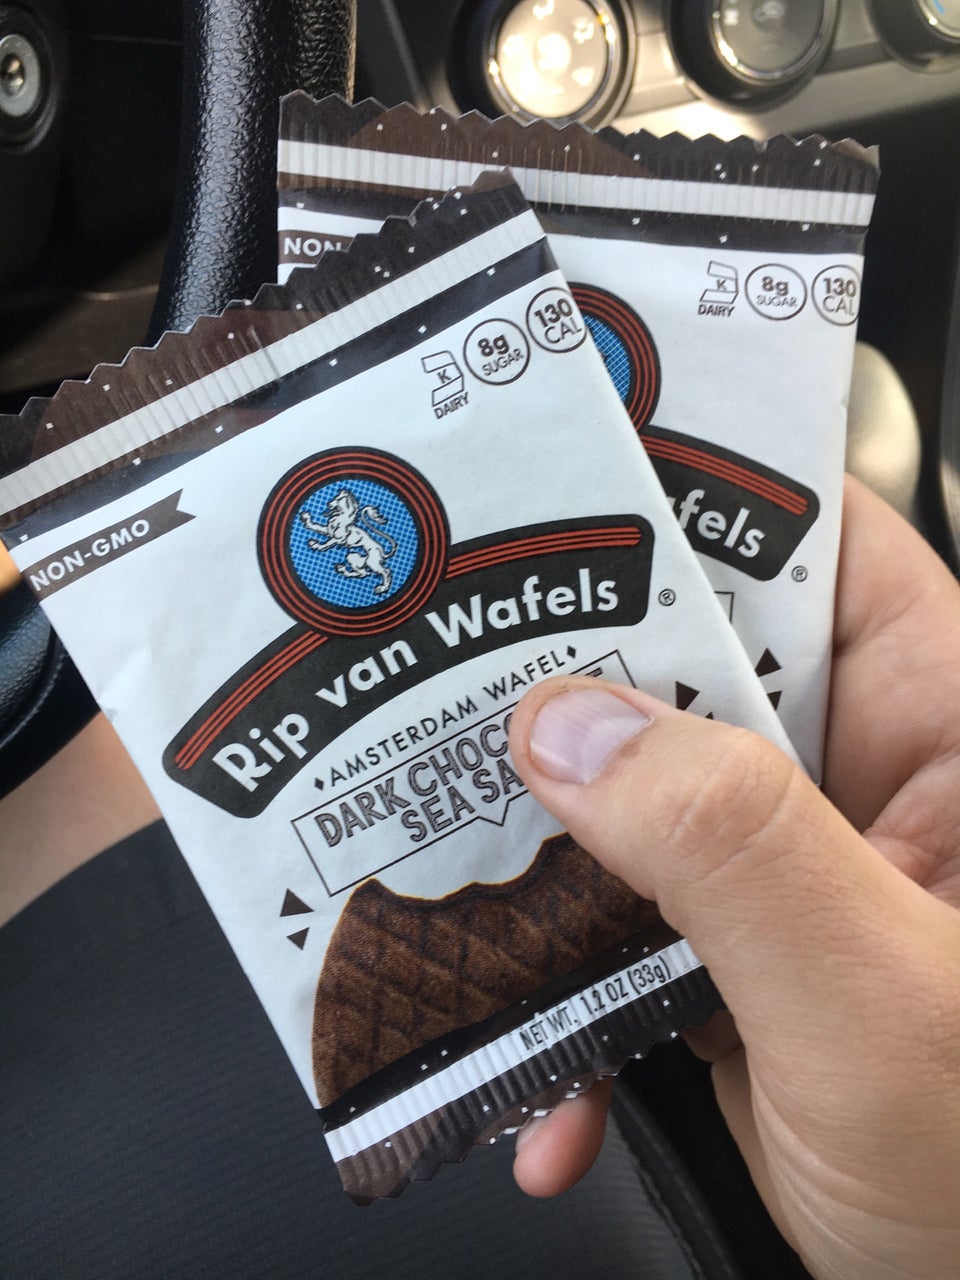 NON-
K
DAIRY
8g
SUGAR
130
CAL
fels
®
K
DAIRY
8g
SUGAR
130
CAL
NON-GMO
Rip van Wafels
®
AMSTERDAM WAFEL
DARK CHOC
SEA SA
NET WT. 1.2 OZ (33g)